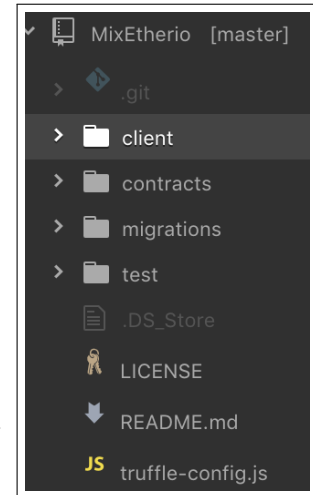 MixEtherio [master]
.git
client
contracts
migrations
test
.DS_Store
LICENSE
README.md
JS truffle-config.js